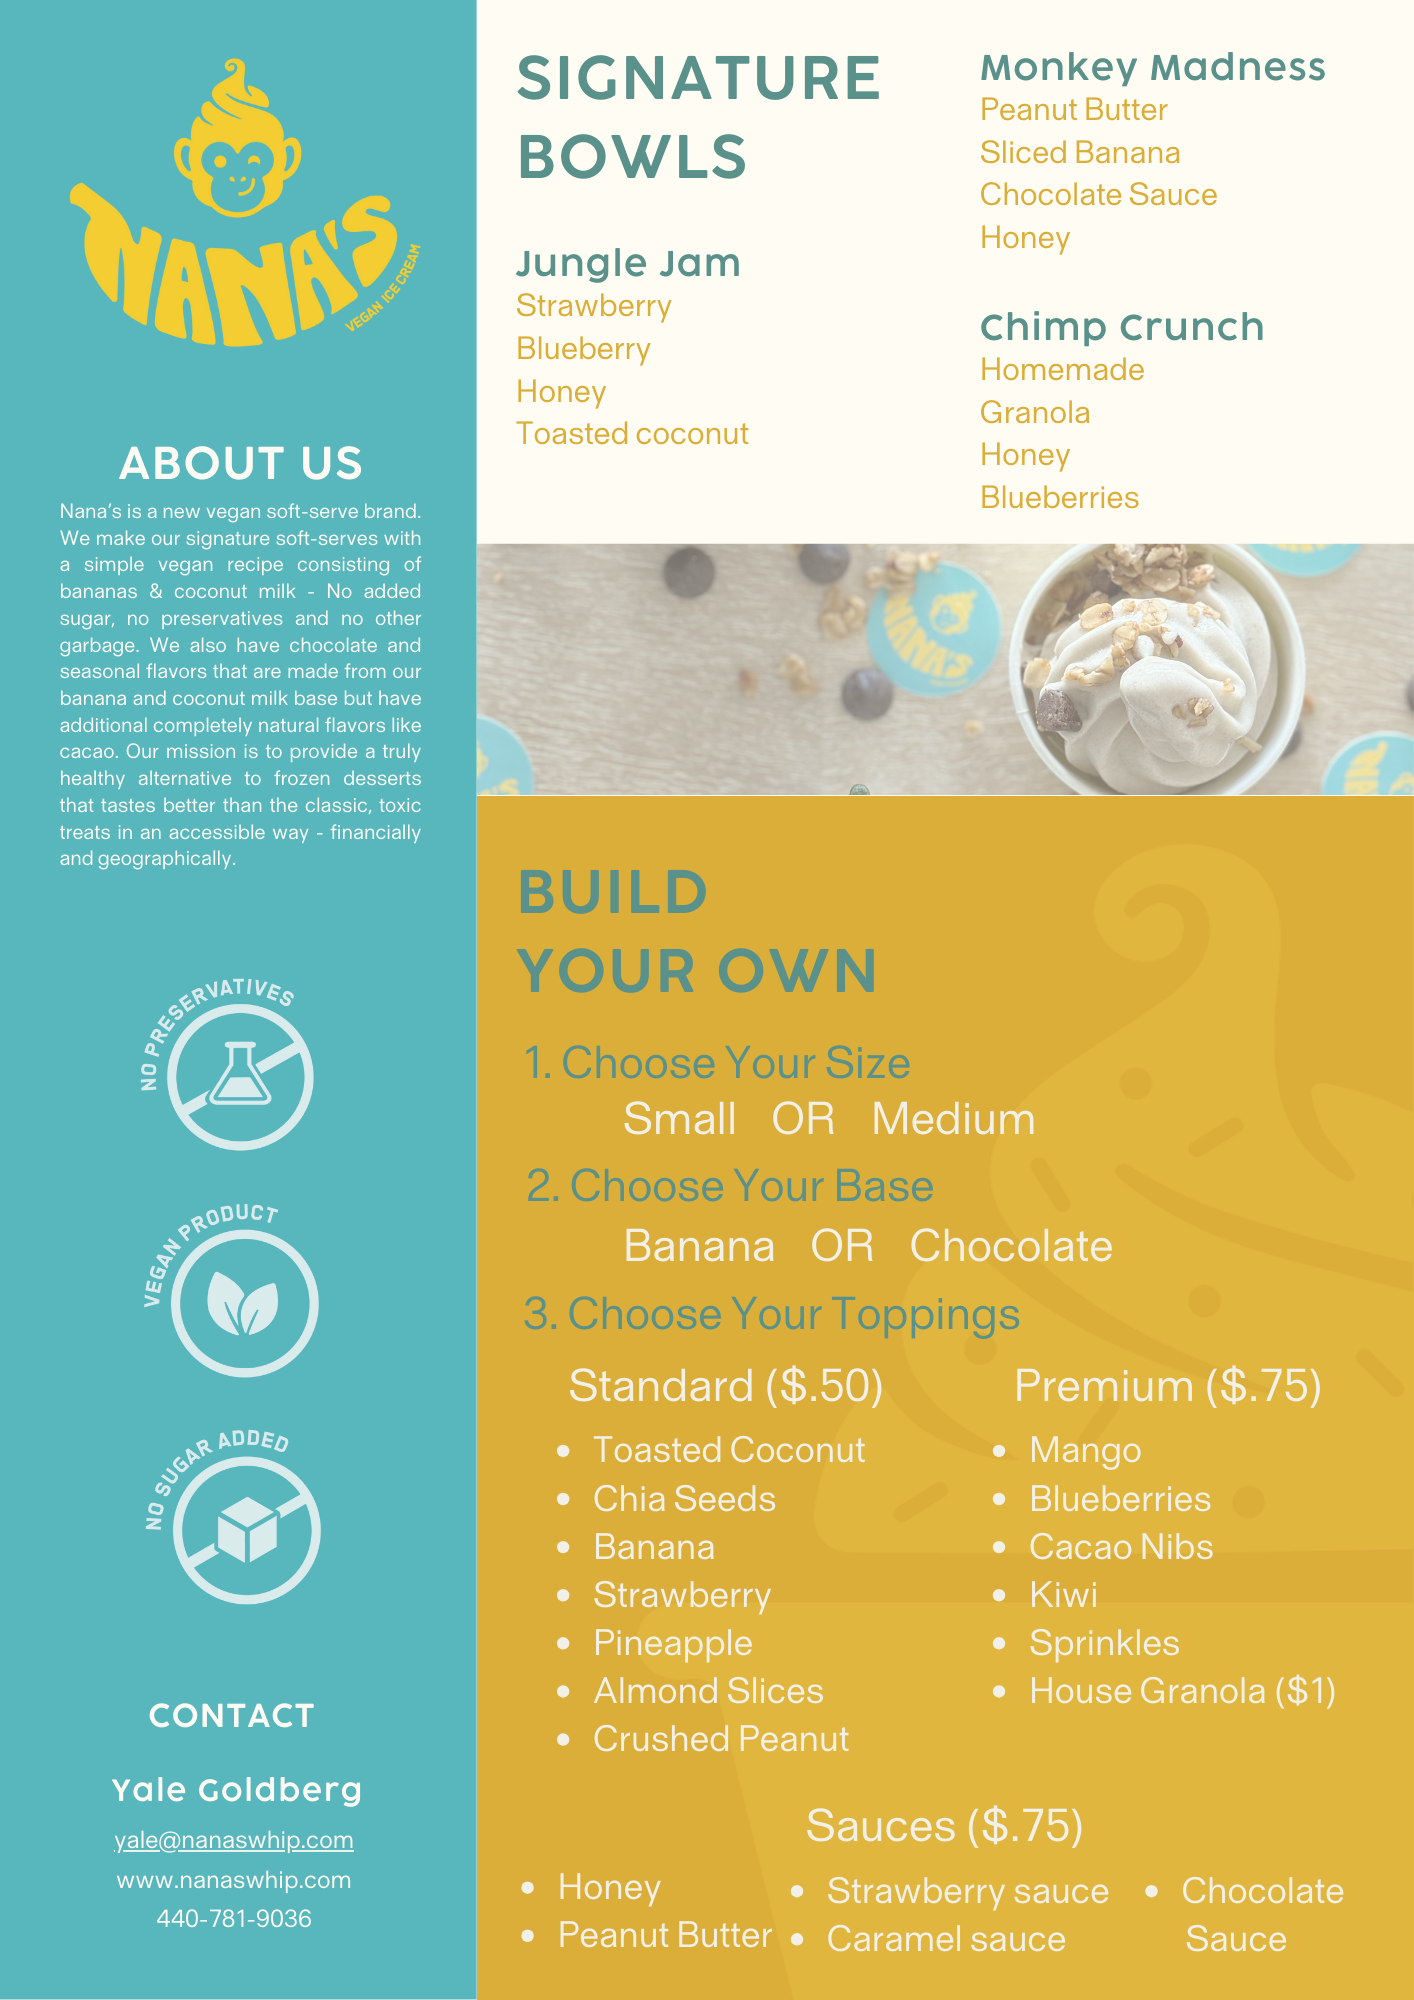 NANA'S
VEGAN ICE CREAM
ABOUT US
Nana's is a new vegan soft-serve brand.
We make our signature soft-serves with
a simple vegan recipe consisting of
bananas & coconut milk - No added
sugar, no preservatives and no other
garbage. We also have chocolate and
seasonal flavors that are made from our
banana and coconut milk base but have
additional completely natural flavors like
cacao. Our mission is to provide a truly
healthy alternative to frozen desserts
that tastes better than the classic, toxic
treats in an accessible way - financially
and geographically.
NO PRESERVATIVES
VEGAN PRODUCT
NO SUGAR ADDED
CONTACT
Yale Goldberg
yale@nanaswhip.com
www.nanaswhip.com
440-781-9036
SIGNATURE
BOWLS
Jungle Jam
Strawberry
Blueberry
Honey
Toasted coconut
Monkey Madness
Peanut Butter
Sliced Banana
Chocolate Sauce
Honey
Chimp Crunch
Homemade
Granola
Honey
Blueberries
NANA'S
BUILD
YOUR OWN
1. Choose Your Size
Small OR Medium
2. Choose Your Base
Banana OR Chocolate
3. Choose Your Toppings
Standard ($.50)
• Toasted Coconut
• Chia Seeds
• Banana
• Strawberry
• Pineapple
• Almond Slices
• Crushed Peanut
Premium ($.75)
• Mango
• Blueberries
• Cacao Nibs
• Kiwi
• Sprinkles
• House Granola ($1)
Sauces ($.75)
• Honey
• Peanut Butter
• Strawberry sauce
• Caramel sauce
• Chocolate
Sauce